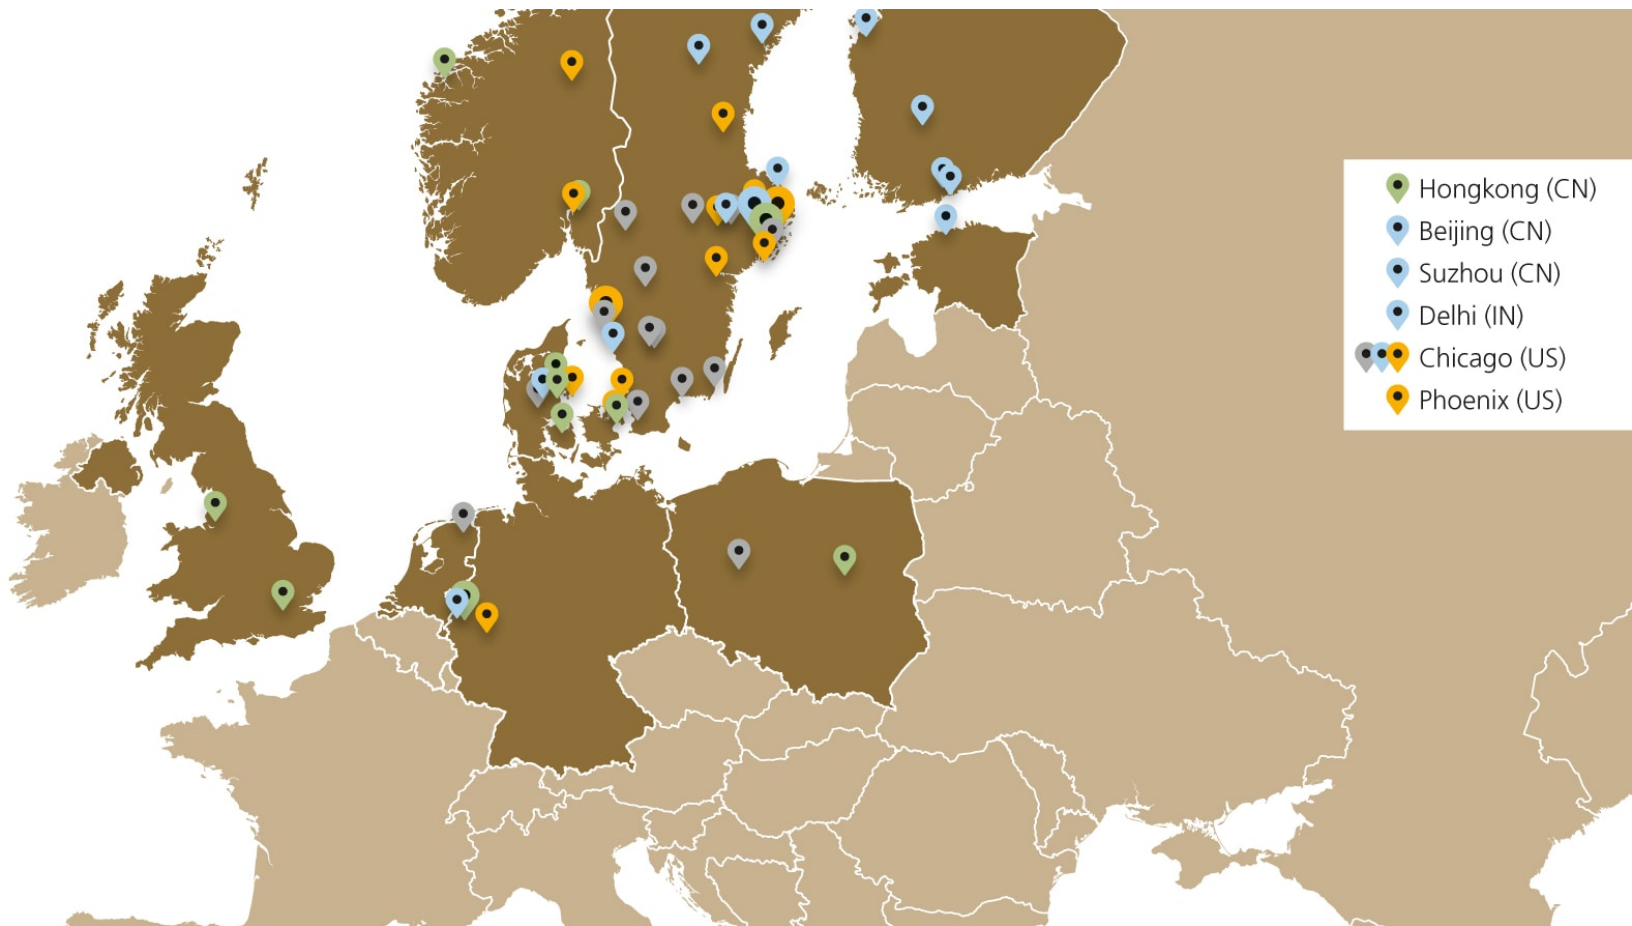 Hongkong (CN)
Beijing (CN)
Suzhou (CN)
Delhi (IN)
Chicago (US)
Phoenix (US)